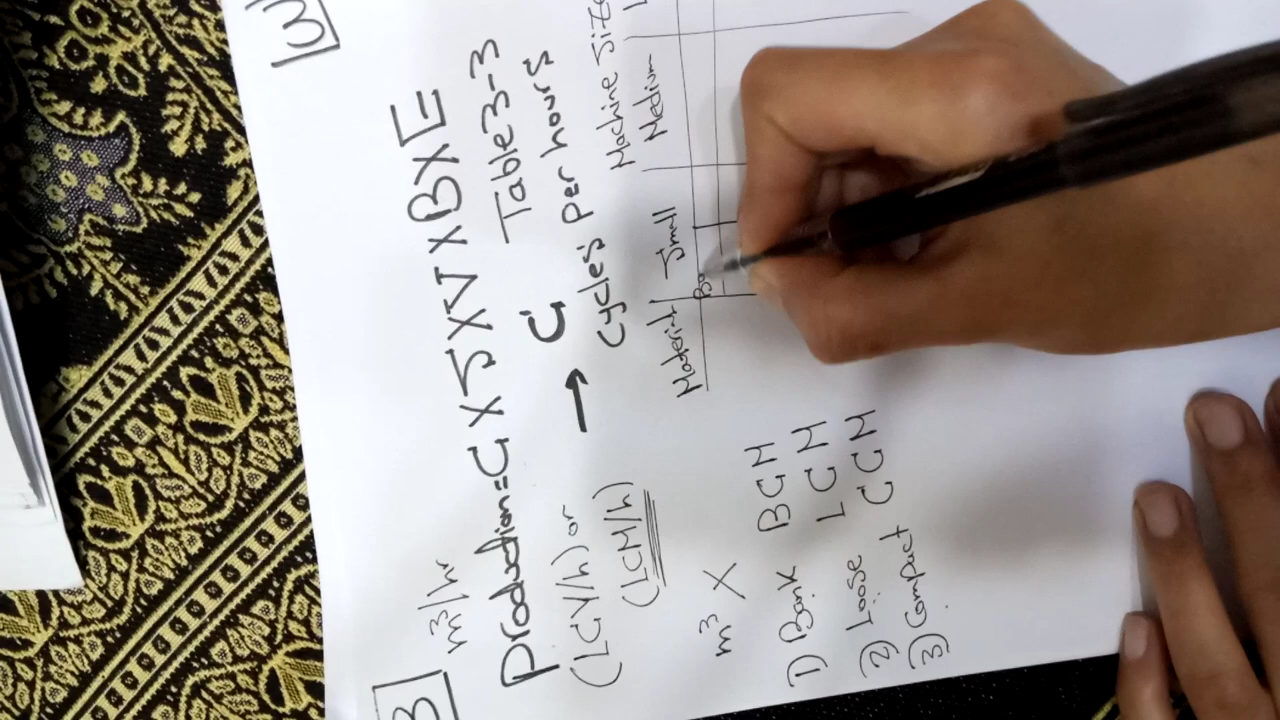 m³/hr
Production = C X S X V X B X E
(LCY/h) or → C Table 3-3
(LCM/h) Cycles Per hours
Machine Size
Material Small Medium
Bo
m³ X
1) Bank BCM
2) Loose LCM
3) Compact CCM